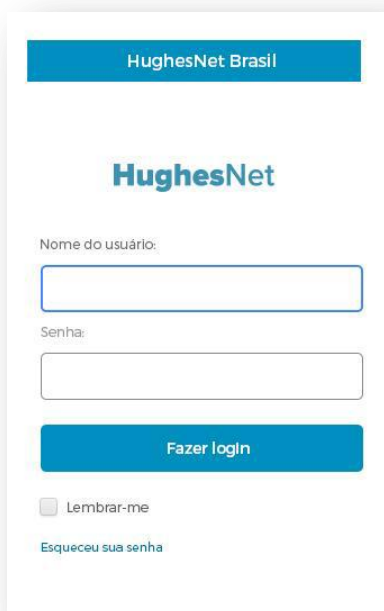 HughesNet Brasil
HughesNet
Nome do usuário:
Senha:
Fazer logIn
Lembrar-me
Esqueceu sua senha